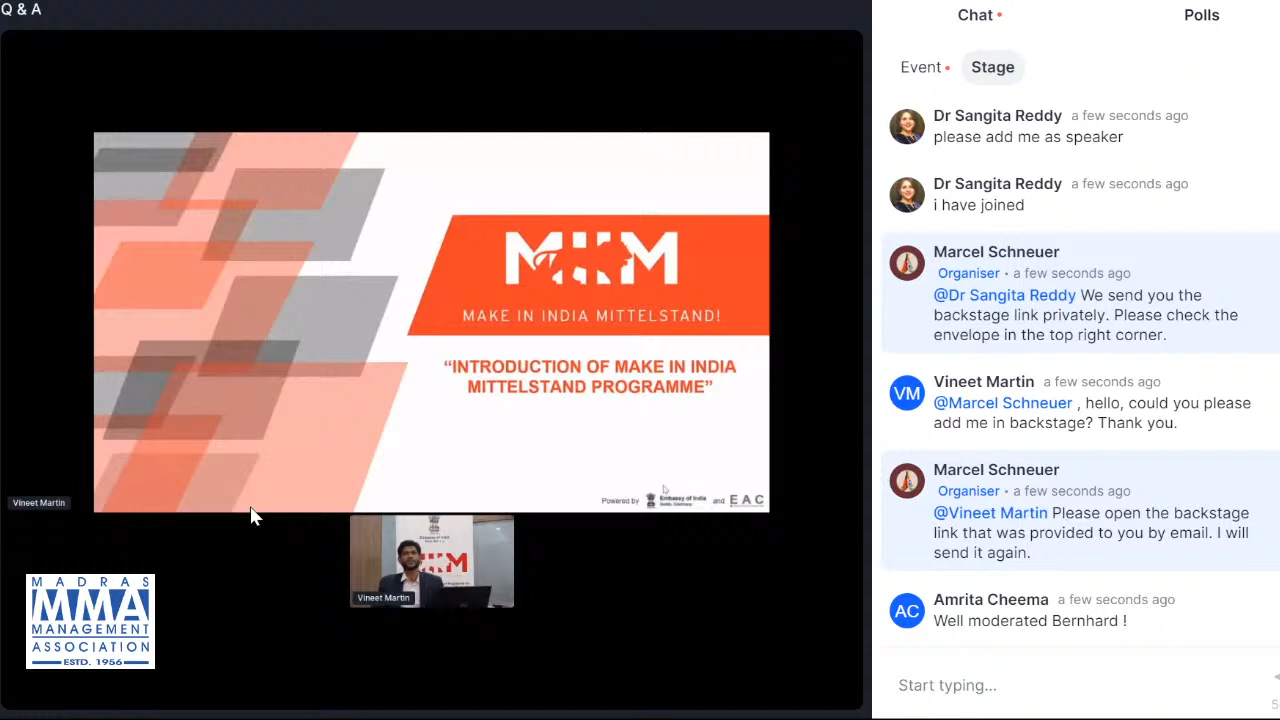 Q & A
MIIM
MAKE IN INDIA MITTELSTAND!
“INTRODUCTION OF MAKE IN INDIA
MITTELSTAND PROGRAMME”
Powered by
Embassy of India
Berlin, Germany
and
EAC
Vineet Martin
Vineet Martin
MADRAS
MMA
MANAGEMENT
ASSOCIATION
ESTD. 1956
Chat
Polls
Event
Stage
Dr Sangita Reddy a few seconds ago
please add me as speaker
Dr Sangita Reddy a few seconds ago
i have joined
Marcel Schneuer
Organiser • a few seconds ago
@Dr Sangita Reddy We send you the
backstage link privately. Please check the
envelope in the top right corner.
VM
Vineet Martin a few seconds ago
@Marcel Schneuer , hello, could you please
add me in backstage? Thank you.
Marcel Schneuer
Organiser • a few seconds ago
@Vineet Martin Please open the backstage
link that was provided to you by email. I will
send it again.
AC
Amrita Cheema a few seconds ago
Well moderated Bernhard !
Start typing...